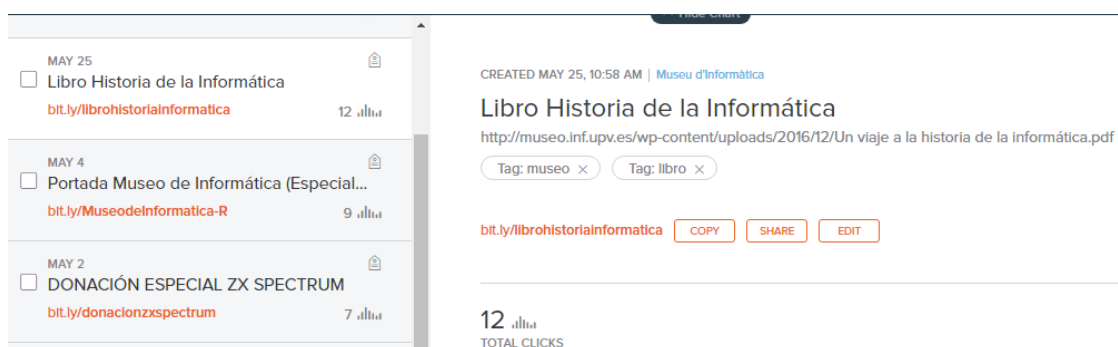 Hide Chart
MAY 25
Libro Historia de la Informática
bit.ly/librohistoriainformatica
12
MAY 4
Portada Museo de Informática (Especial...
bit.ly/MuseodeInformatica-R
9
MAY 2
DONACIÓN ESPECIAL ZX SPECTRUM
bit.ly/donacionzxspectrum
7
CREATED MAY 25, 10:58 AM | Museu d'Informàtica
Libro Historia de la Informática
http://museo.inf.upv.es/wp-content/uploads/2016/12/Un viaje a la historia de la informática.pdf
Tag: museo ×
Tag: libro ×
bit.ly/librohistoriainformatica COPY SHARE EDIT
12
TOTAL CLICKS